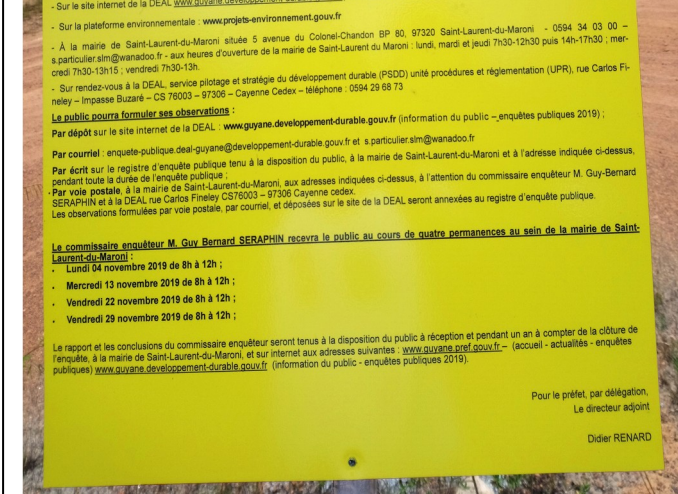 - Sur le site internet de la DEAL www.guyane.developpement-
- Sur la plateforme environnementale : www.projets-environnement.gouv.fr
- À la mairie de Saint-Laurent-du-Maroni située 5 avenue du Colonel-Chandon BP 80, 97320 Saint-Laurent-du-Maroni - 0594 34 03 00 –
s.particulier.slm@wanadoo.fr - aux heures d'ouverture de la mairie de Saint-Laurent du Maroni : lundi, mardi et jeudi 7h30-12h30 puis 14h-17h30 ; mer-
credi 7h30-13h15 ; vendredi 7h30-13h.
- Sur rendez-vous à la DEAL, service pilotage et stratégie du développement durable (PSDD) unité procédures et réglementation (UPR), rue Carlos Fi-
neley – Impasse Buzaré – CS 76003 – 97306 – Cayenne Cedex – téléphone : 0594 29 68 73
Le public pourra formuler ses observations :
Par dépôt sur le site internet de la DEAL : www.guyane.developpement-durable.gouv.fr (information du public – enquêtes publiques 2019) ;
Par courriel : enquete-publique.deal-guyane@developpement-durable.gouv.fr et s.particulier.slm@wanadoo.fr
Par écrit sur le registre d'enquête publique tenu à la disposition du public, à la mairie de Saint-Laurent-du-Maroni et à l'adresse indiquée ci-dessus,
pendant toute la durée de l'enquête publique ;
Par voie postale, à la mairie de Saint-Laurent-du-Maroni, aux adresses indiquées ci-dessus, à l'attention du commissaire enquêteur M. Guy-Bernard
SERAPHIN et à la DEAL rue Carlos Fineley CS76003 – 97306 Cayenne cedex.
Les observations formulées par voie postale, par courriel, et déposées sur le site de la DEAL seront annexées au registre d'enquête publique.
Le commissaire enquêteur M. Guy Bernard SERAPHIN recevra le public au cours de quatre permanences au sein de la mairie de Saint-
Laurent-du-Maroni :
• Lundi 04 novembre 2019 de 8h à 12h ;
• Mercredi 13 novembre 2019 de 8h à 12h ;
• Vendredi 22 novembre 2019 de 8h à 12h ;
• Vendredi 29 novembre 2019 de 8h à 12h ;
Le rapport et les conclusions du commissaire enquêteur seront tenus à la disposition du public à réception et pendant un an à compter de la clôture de
l'enquête, à la mairie de Saint-Laurent-du-Maroni, et sur internet aux adresses suivantes : www.guyane.pref.gouv.fr – (accueil - actualités - enquêtes
publiques) www.guyane.developpement-durable.gouv.fr (information du public - enquêtes publiques 2019).
Pour le préfet, par délégation,
Le directeur adjoint
Didier RENARD